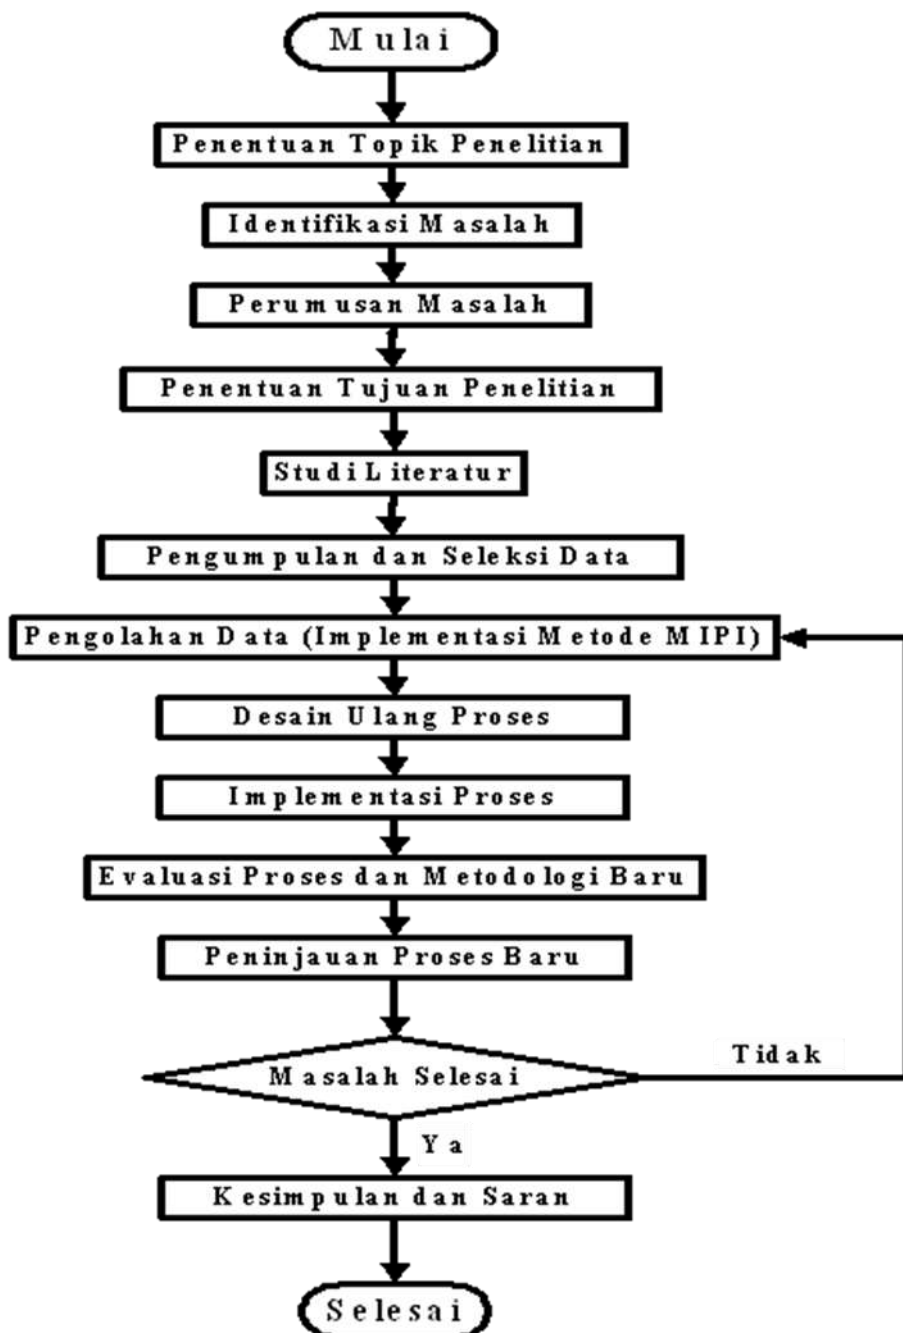 Mulai
Penentuan Topik Penelitian
Identifikasi Masalah
Perumusan Masalah
Penentuan Tujuan Penelitian
Studi Literatur
Pengumpulan dan Seleksi Data
Pengolahan Data (Implementasi Metode MIPI)
Desain Ulang Proses
Implementasi Proses
Evaluasi Proses dan Metodologi Baru
Peninjauan Proses Baru
Tidak
Masalah Selesai
Ya
Kesimpulan dan Saran
Selesai